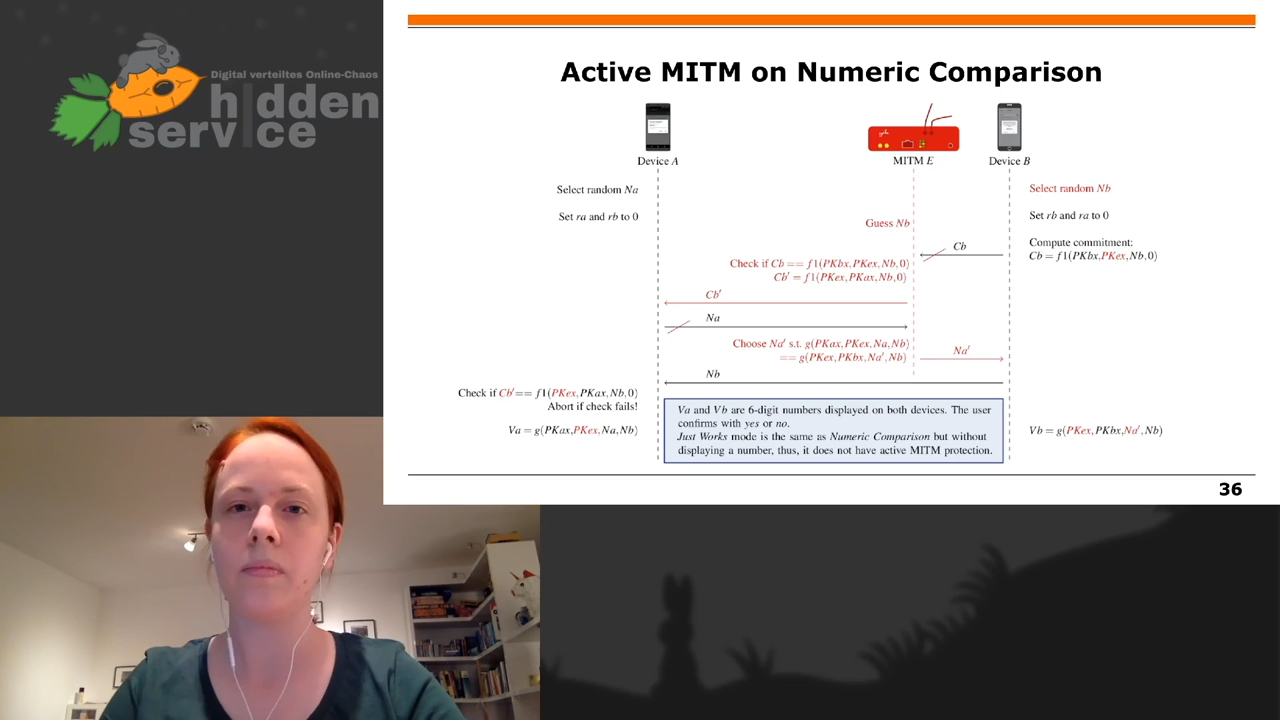 Digital verteiltes Online-Chaos
hidden
service
Active MITM on Numeric Comparison
Device A
MITM E
Device B
Select random Na
Select random Nb
Set ra and rb to 0
Set rb and ra to 0
Guess Nb
Cb
Compute commitment:
Cb = f1(PKbx,PKex,Nb,0)
Check if Cb == f1(PKbx,PKex,Nb,0)
Cb′ = f1(PKex,PKax,Nb,0)
Cb′
Na
Choose Na′ s.t. g(PKax,PKex,Na,Nb)
== g(PKex,PKbx,Na′,Nb)
Na′
Nb
Check if Cb′== f1(PKex,PKax,Nb,0)
Abort if check fails!
Va = g(PKax,PKex,Na,Nb)
Va and Vb are 6-digit numbers displayed on both devices. The user
confirms with yes or no.
Just Works mode is the same as Numeric Comparison but without
displaying a number, thus, it does not have active MITM protection.
Vb = g(PKex,PKbx,Na′,Nb)
36